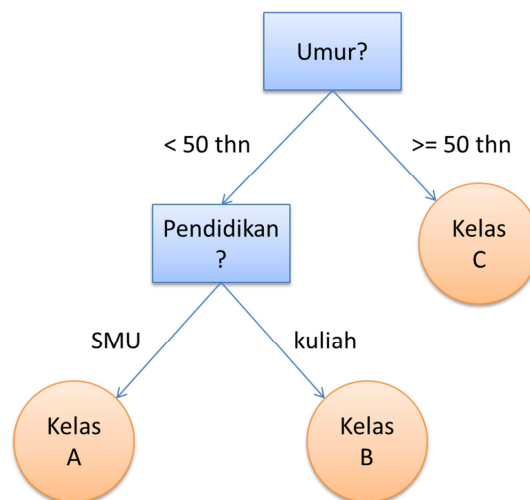 Umur?
< 50 thn
>= 50 thn
Pendidikan
?
Kelas
C
SMU
kuliah
Kelas
A
Kelas
B